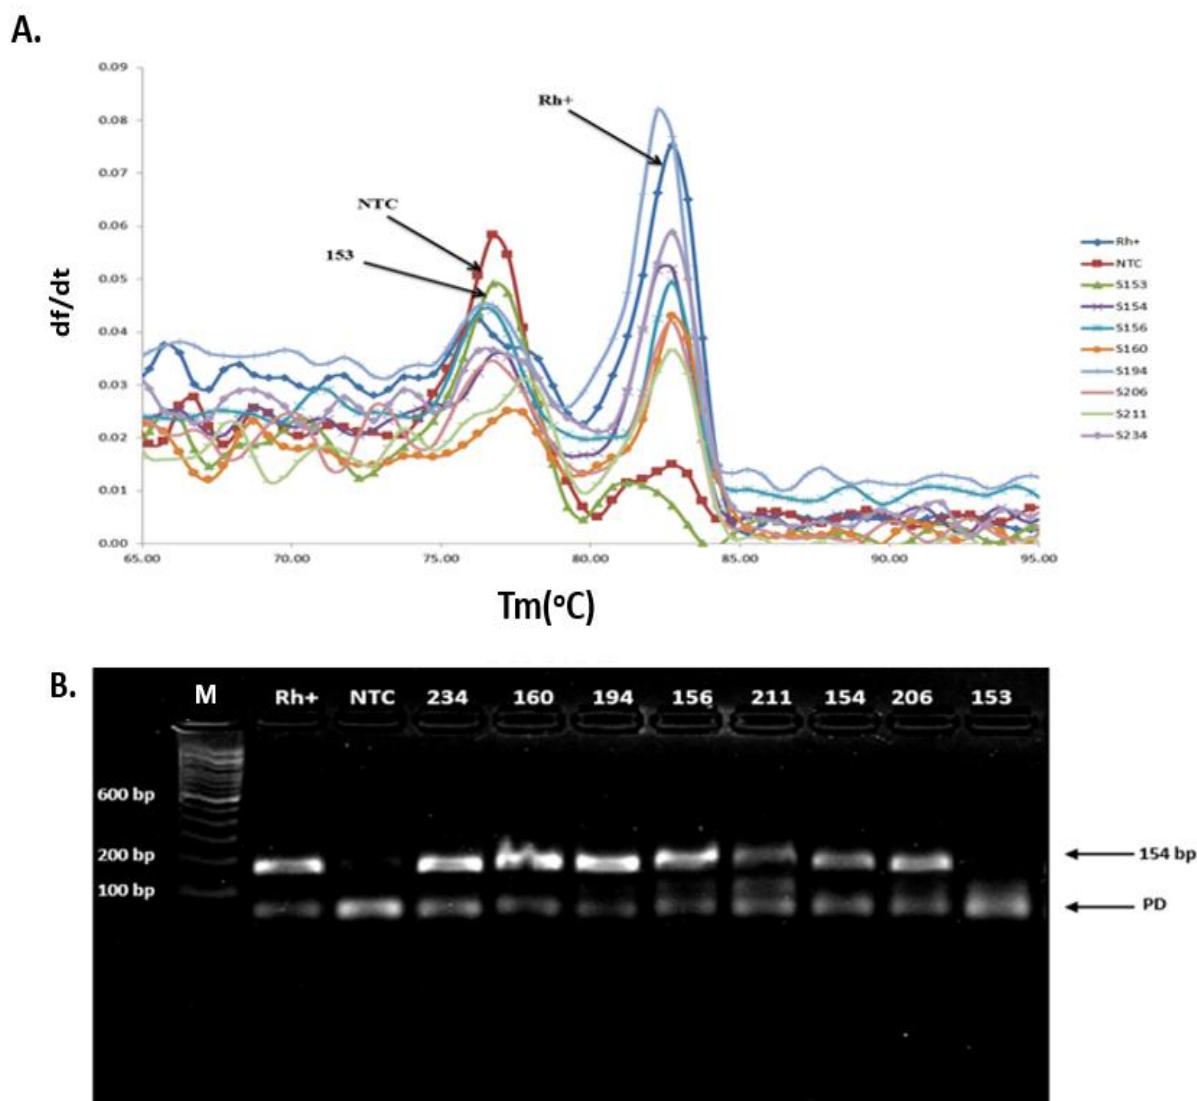 A.
0.09
0.08
0.07
0.06
0.05
0.04
0.03
0.02
0.01
0.00
df/dt
Rh+
NTC
153
65.00 70.00 75.00 80.00 85.00 90.00 95.00
Tm(°C)
Rh+
NTC
S153
S154
S156
S160
S194
S206
S211
S234
B.
M Rh+ NTC 234 160 194 156 211 154 206 153
600 bp
200 bp
100 bp
154 bp
PD